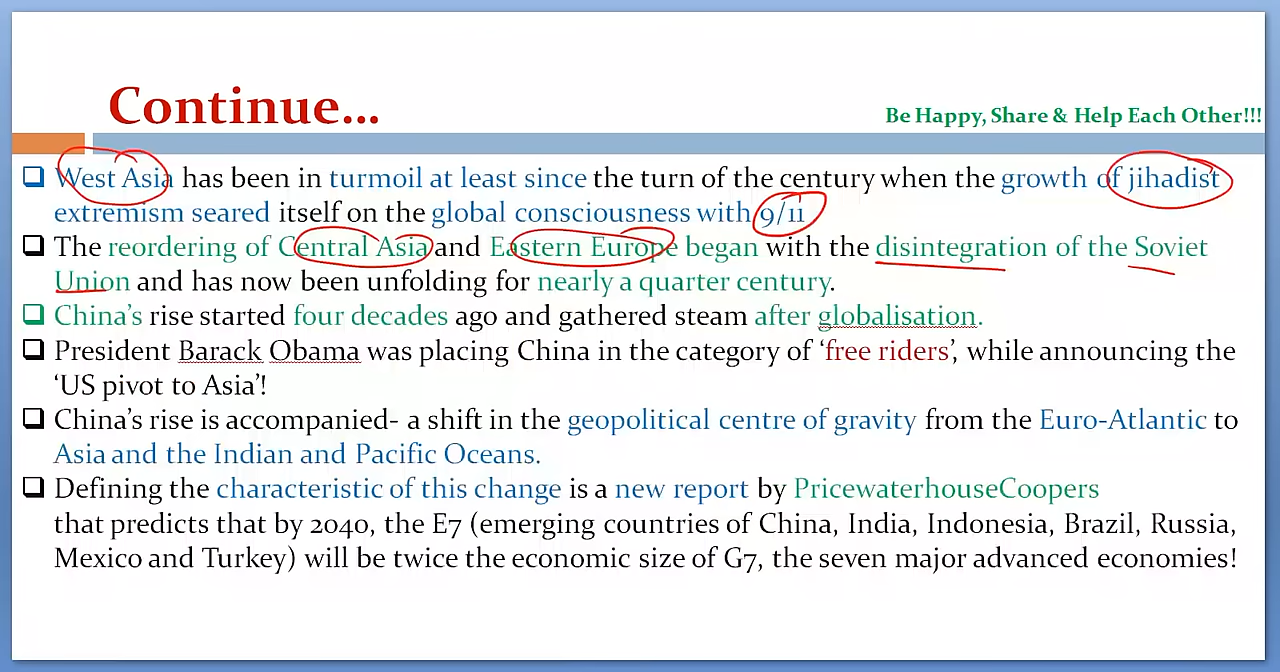 Continue...
Be Happy, Share & Help Each Other!!!
West Asia has been in turmoil at least since the turn of the century when the growth of jihadist
extremism seared itself on the global consciousness with 9/11
The reordering of Central Asia and Eastern Europe began with the disintegration of the Soviet
Union and has now been unfolding for nearly a quarter century.
China's rise started four decades ago and gathered steam after globalisation.
President Barack Obama was placing China in the category of 'free riders', while announcing the
'US pivot to Asia'!
China's rise is accompanied- a shift in the geopolitical centre of gravity from the Euro-Atlantic to
Asia and the Indian and Pacific Oceans.
Defining the characteristic of this change is a new report by PricewaterhouseCoopers
that predicts that by 2040, the E7 (emerging countries of China, India, Indonesia, Brazil, Russia,
Mexico and Turkey) will be twice the economic size of G7, the seven major advanced economies!